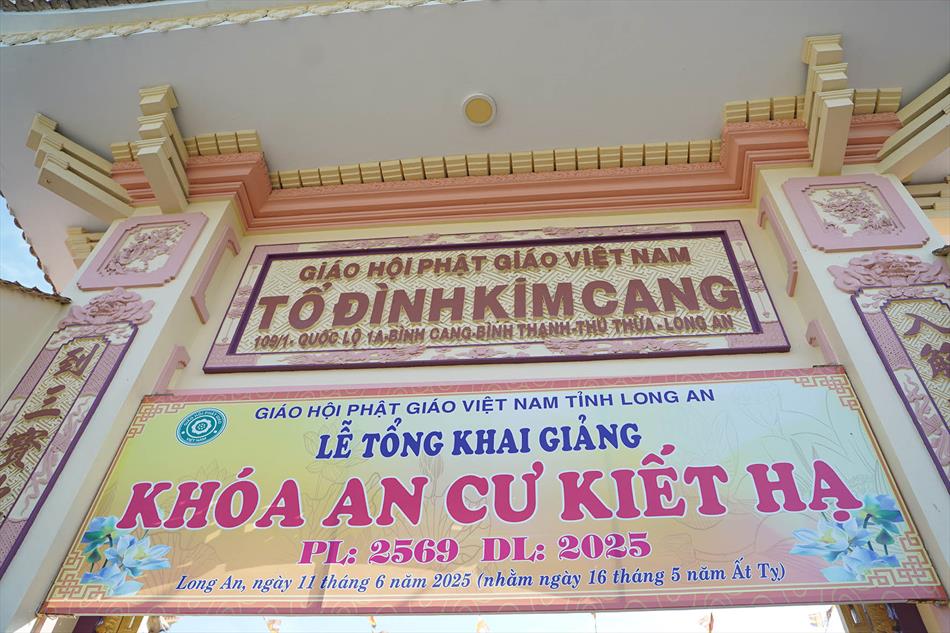 GIÁO HỘI PHẬT GIÁO VIỆT NAM
TỔ ĐÌNH KIM CANG
109/1. QUỐC LỘ 1A-BÌNH CANG-BÌNH THẠNH-THỦ THỪA-LONG AN
GIÁO HỘI PHẬT GIÁO VIỆT NAM TỈNH LONG AN
LỄ TỔNG KHAI GIẢNG
KHÓA AN CƯ KIẾT HẠ
PL: 2569 DL: 2025
Long An, ngày 11 tháng 6 năm 2025 (nhằm ngày 16 tháng 5 năm Ất Tỵ)
到三寶